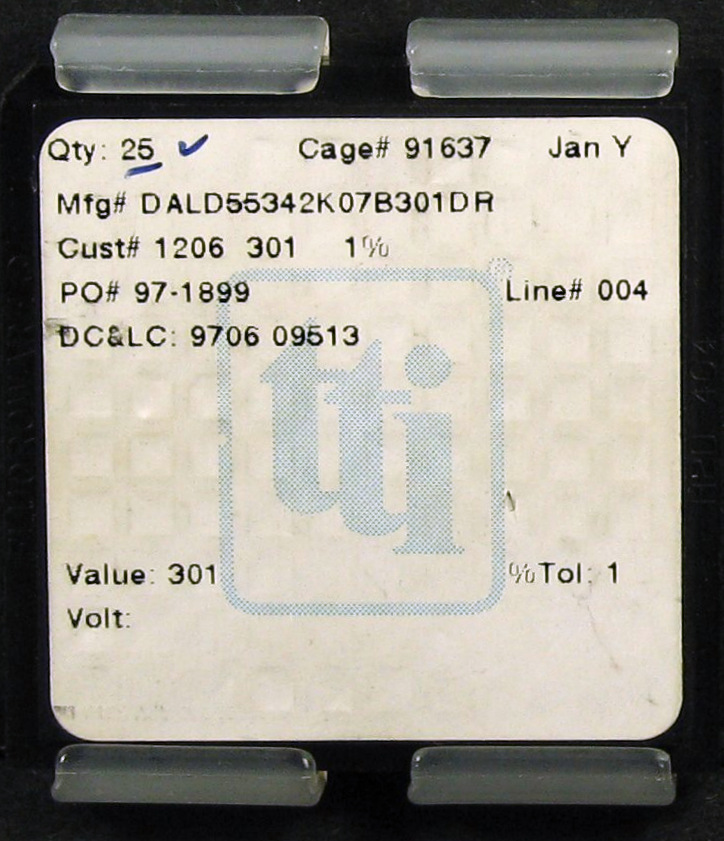 Qty: 25 Cage# 91637 Jan Y
Mfg# DALD55342K07B301DR
Cust# 1206 301 1%
PO# 97-1899 Line# 004
DC&LC: 9706 09513
tti
®
Value: 301 %Tol: 1
Volt: